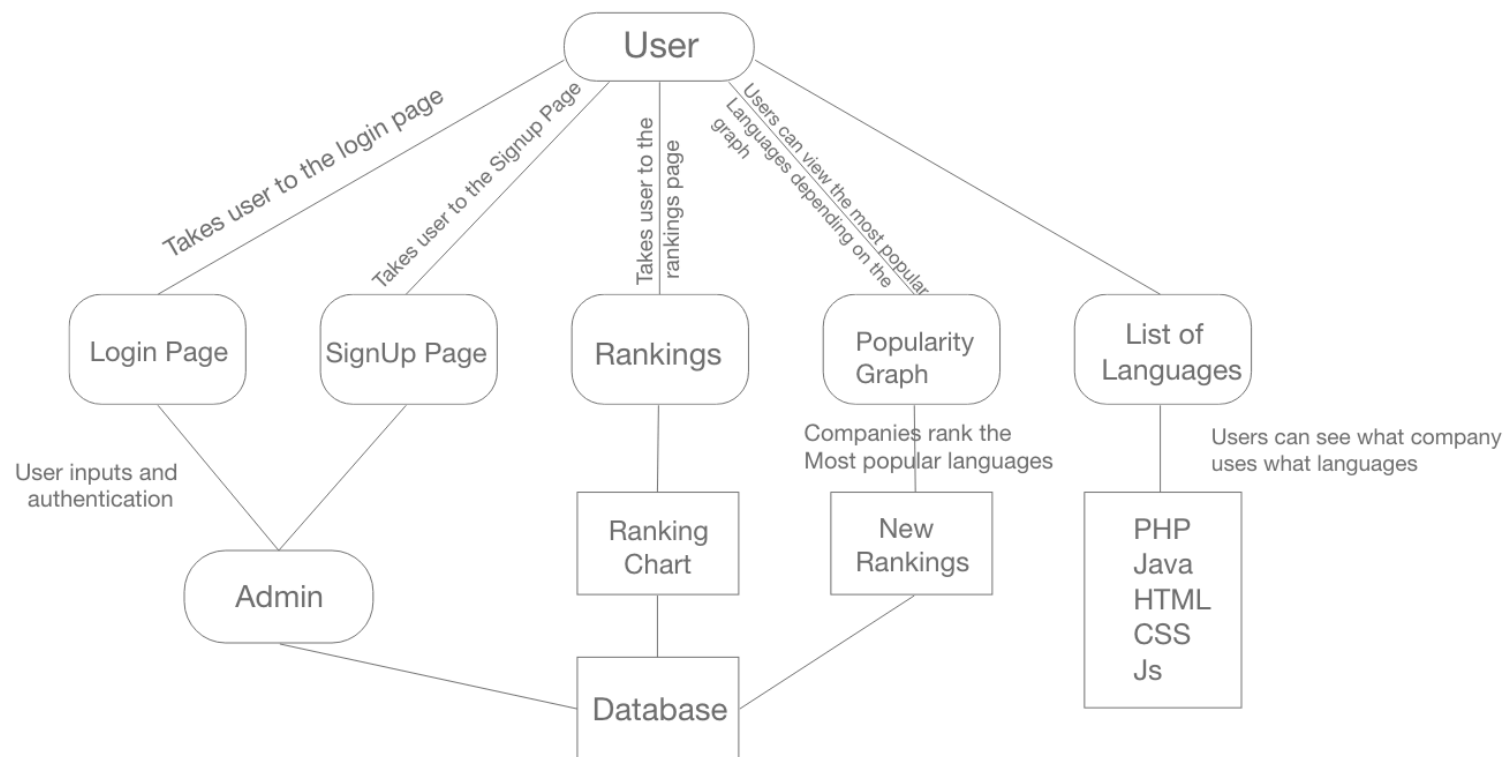 User
Takes user to the login page
Takes user to the Signup Page
Takes user to the
rankings page
Users can view the most popular
Languages depending on the
graph
Login Page
SignUp Page
Rankings
Popularity
Graph
List of
Languages
User inputs and
authentication
Companies rank the
Most popular languages
Users can see what company
uses what languages
Admin
Ranking
Chart
New
Rankings
PHP
Java
HTML
CSS
Js
Database